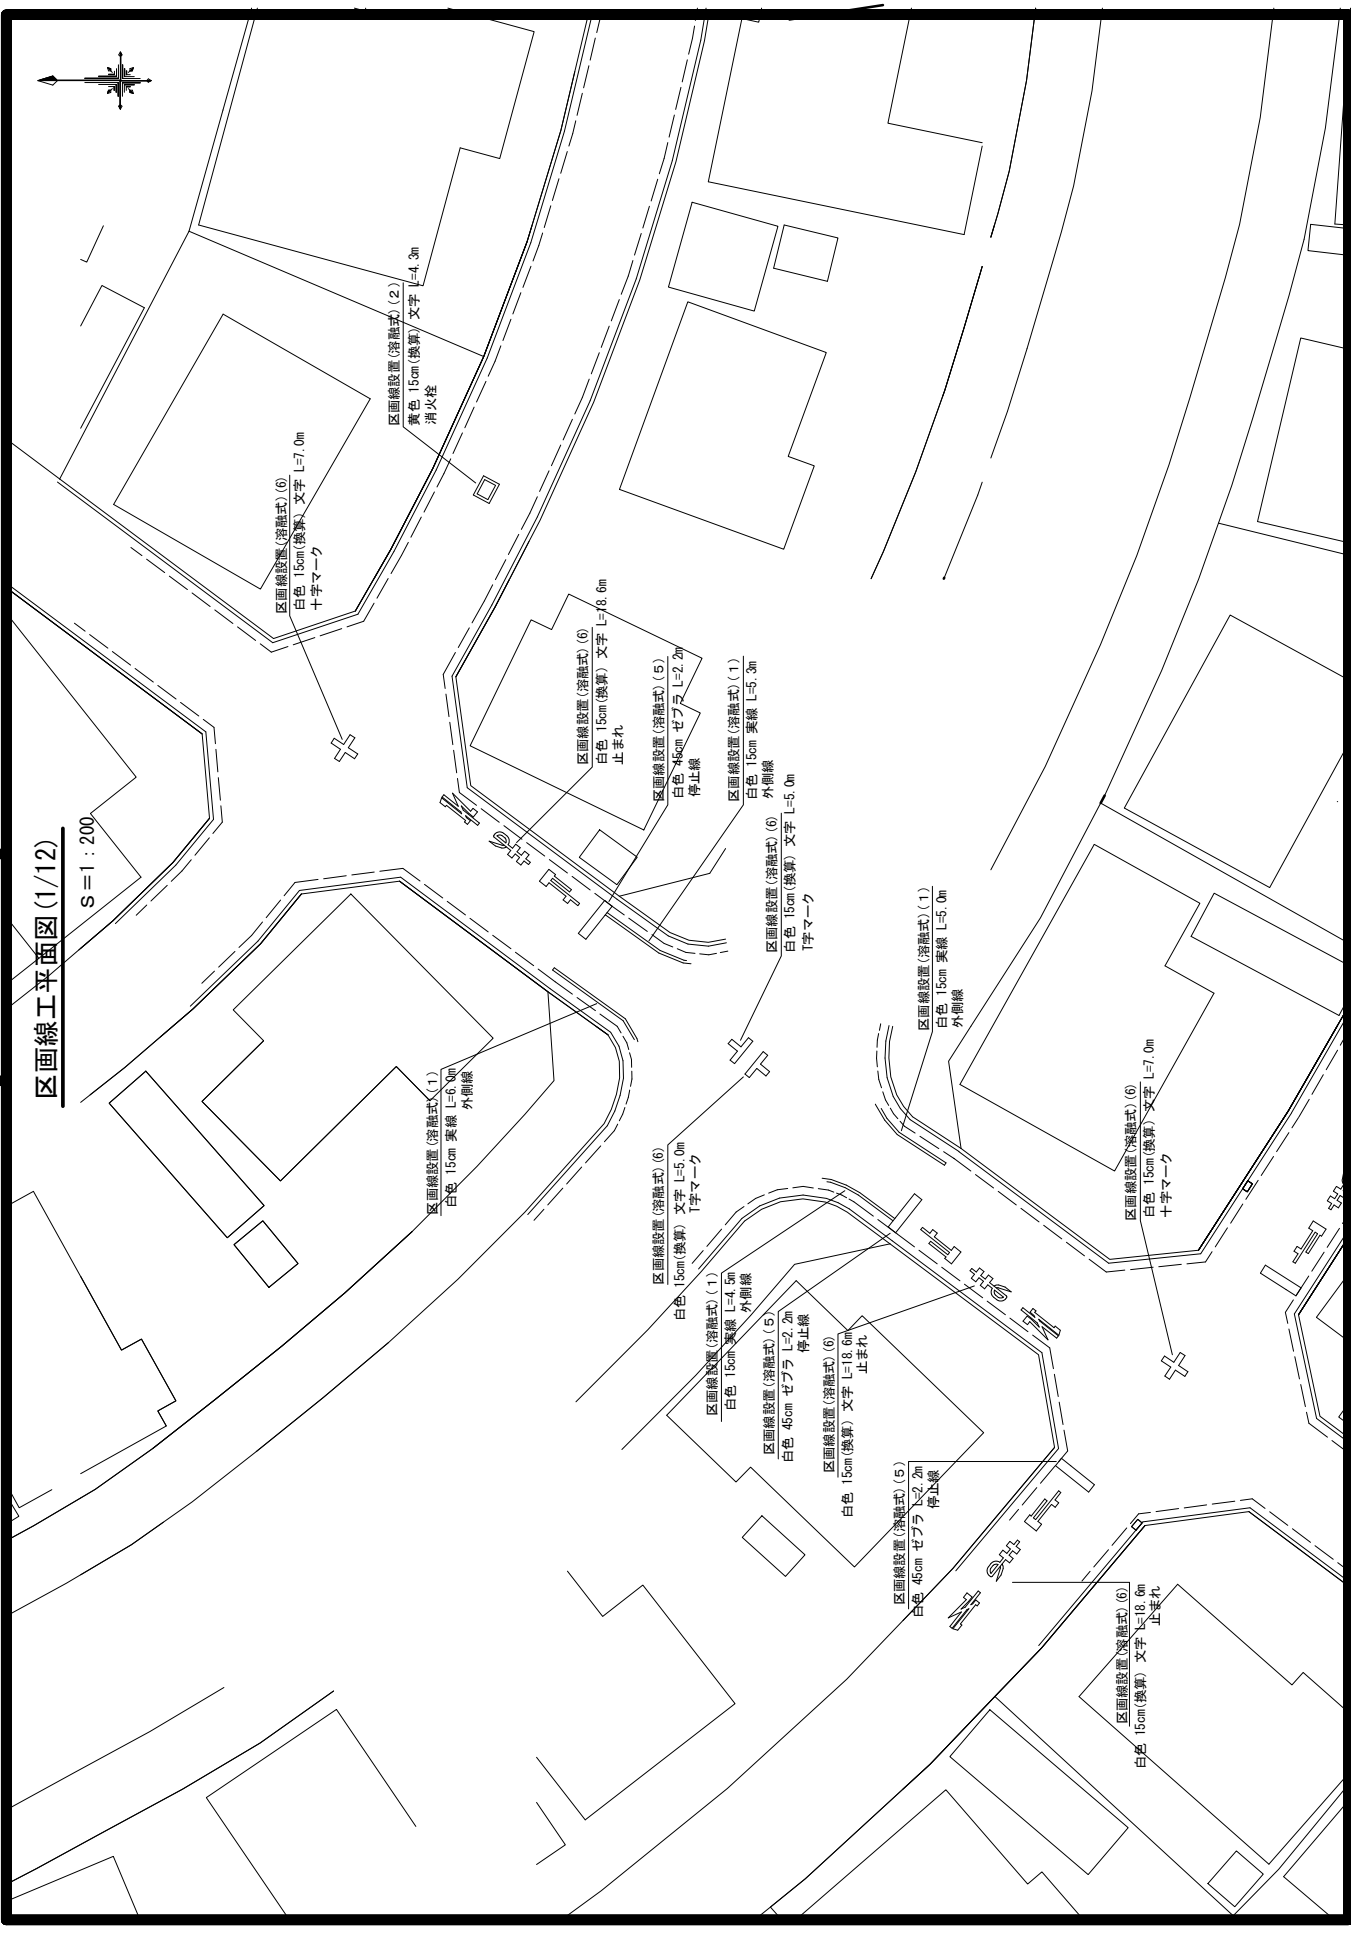 区画線工平面図(1/12)
S=1:200
区画線設置(溶融式)(6)
白色 15cm(換算) 文字 L=7.0m
十字マーク
区画線設置(溶融式)(2)
黄色 15cm(換算) 文字 L=4.3m
消火栓
区画線設置(溶融式)(6)
白色 15cm(換算) 文字 L=18.6m
止まれ
区画線設置(溶融式)(5)
白色 45cm ゼブラ L=2.2m
停止線
区画線設置(溶融式)(1)
白色 15cm 実線 L=5.3m
外側線
区画線設置(溶融式)(6)
白色 15cm(換算) 文字 L=5.0m
T字マーク
区画線設置(溶融式)(1)
白色 15cm 実線 L=6.0m
外側線
区画線設置(溶融式)(6)
白色 15cm(換算) 文字 L=5.0m
T字マーク
区画線設置(溶融式)(1)
白色 15cm 実線 L=4.5m
外側線
区画線設置(溶融式)(5)
白色 45cm ゼブラ L=2.2m
停止線
区画線設置(溶融式)(6)
白色 15cm(換算) 文字 L=18.6m
止まれ
区画線設置(溶融式)(1)
白色 15cm 実線 L=5.0m
外側線
区画線設置(溶融式)(5)
白色 45cm ゼブラ L=2.2m
停止線
区画線設置(溶融式)(6)
白色 15cm(換算) 文字 L=7.0m
十字マーク
区画線設置(溶融式)(6)
白色 15cm(換算) 文字 L=18.6m
止まれ
止まれ
止まれ
止まれ
止ま